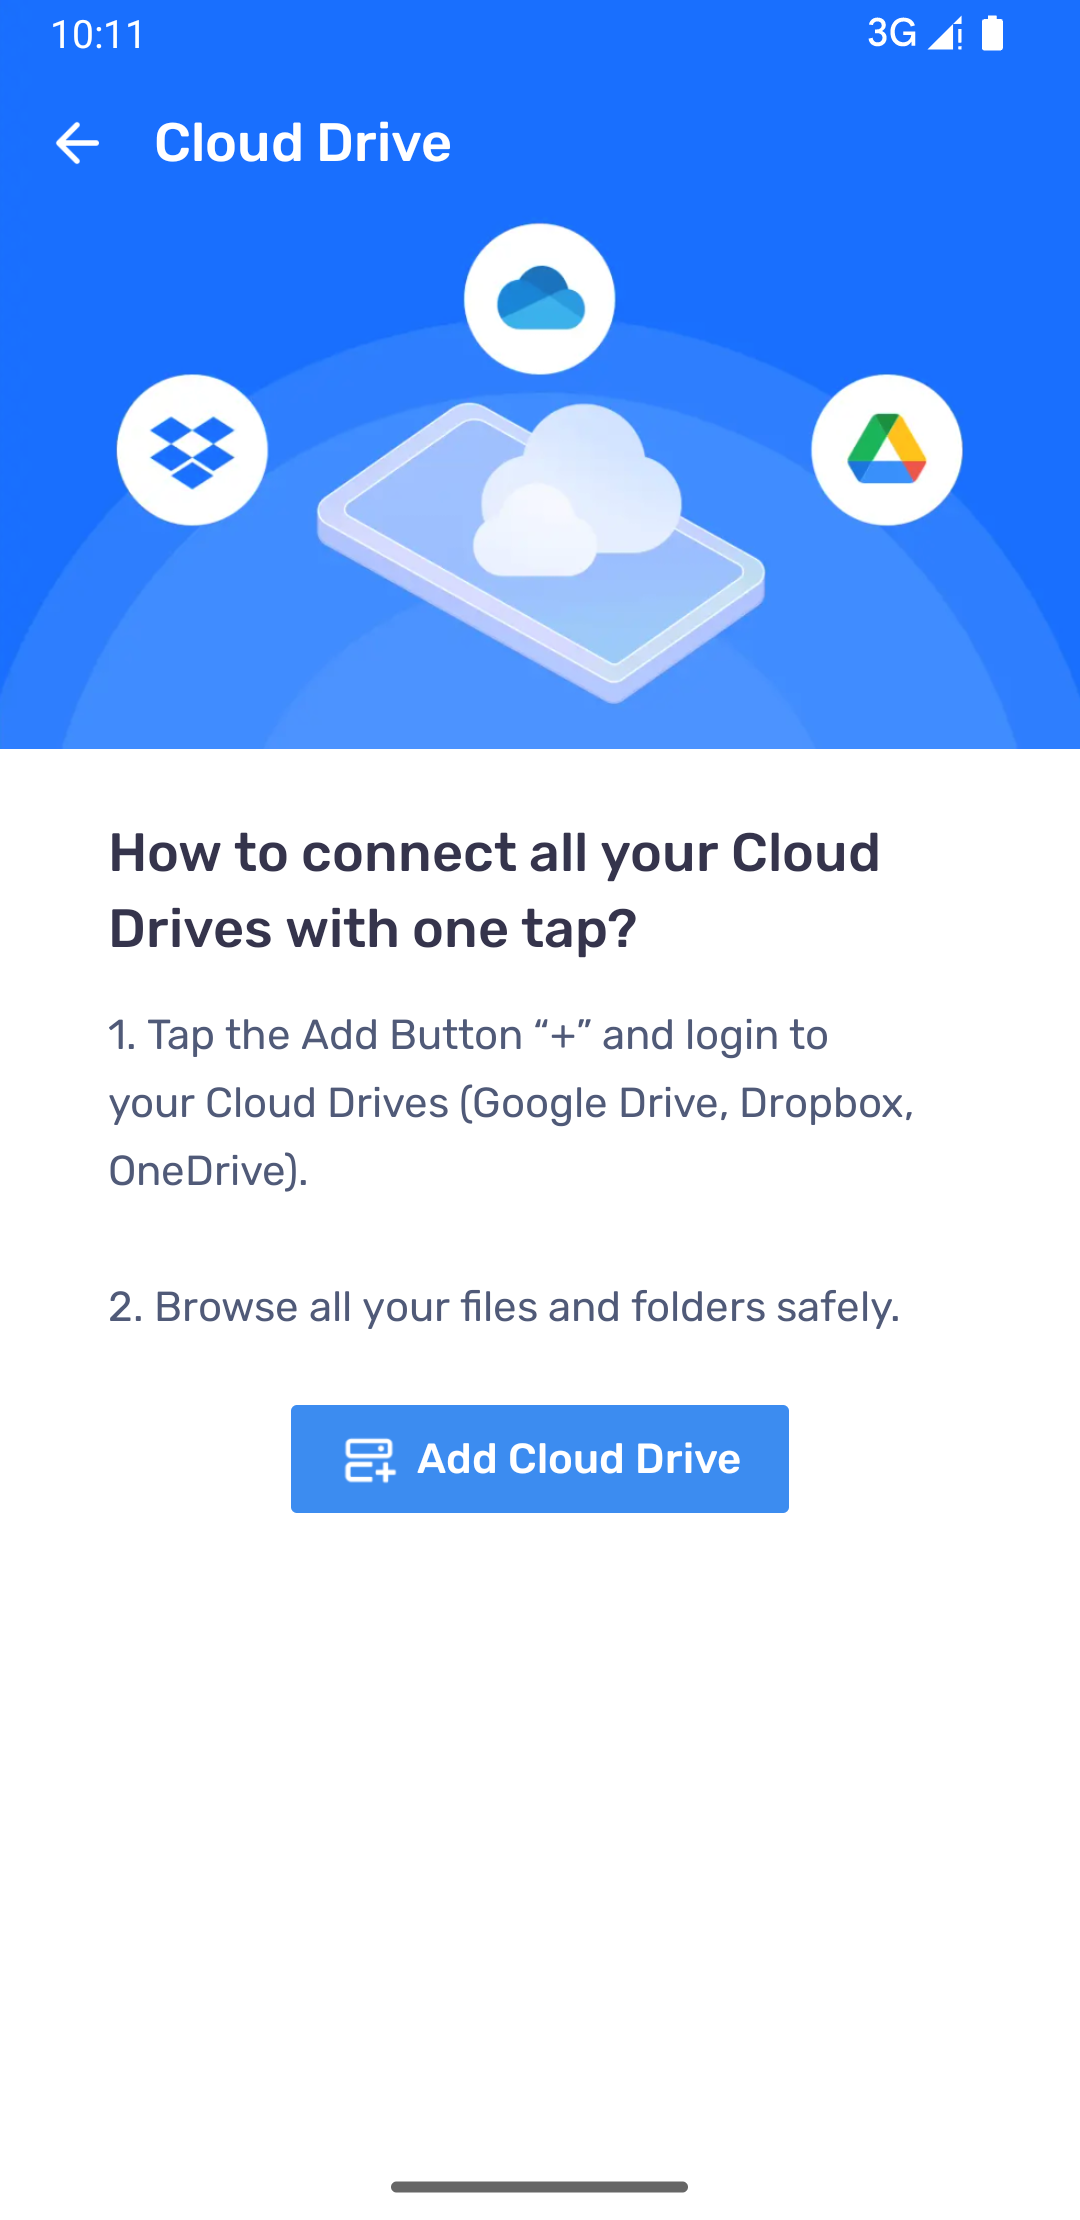 10:11
3G
Cloud Drive
How to connect all your Cloud
Drives with one tap?
1. Tap the Add Button “+” and login to
your Cloud Drives (Google Drive, Dropbox,
OneDrive).
2. Browse all your files and folders safely.
Add Cloud Drive